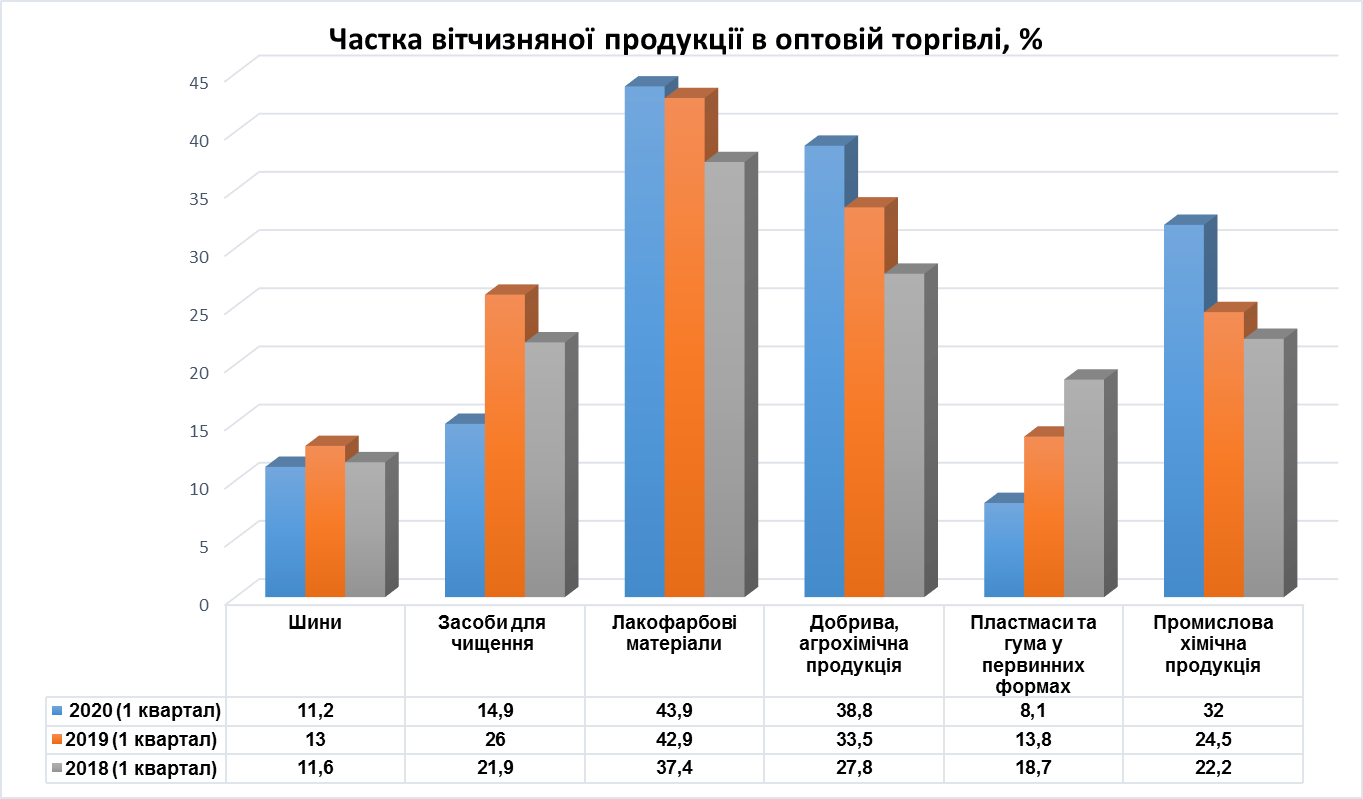 Частка вітчизняної продукції в оптовій торгівлі, %
45
40
35
30
25
20
15
10
5
0
Шини
Засоби для
чищення
Лакофарбові
матеріали
Добрива,
агрохімічна
продукція
Пластмаси та
гума у
первинних
формах
Промислова
хімічна
продукція
2020 (1 квартал) 11,2 14,9 43,9 38,8 8,1 32
2019 (1 квартал) 13 26 42,9 33,5 13,8 24,5
2018 (1 квартал) 11,6 21,9 37,4 27,8 18,7 22,2